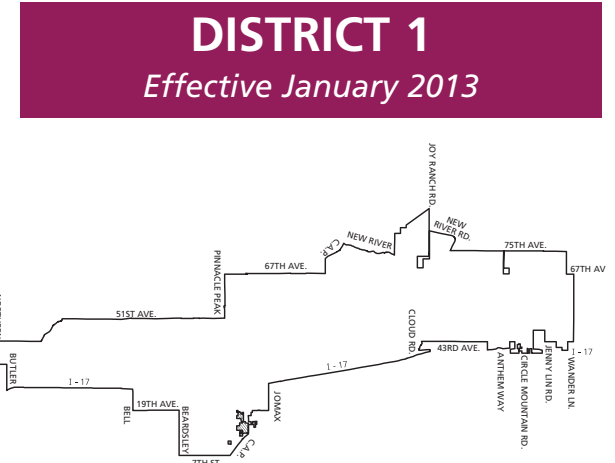 DISTRICT 1
Effective January 2013
JOY RANCH RD.
NEW
RIVER RD.
NEW RIVER
C.A.P.
75TH AVE.
PINNACLE PEAK
67TH AVE.
67TH AV
51ST AVE.
CLOUD RD.
43RD AVE.
BUTLER
I - 17
I - 17
I - 17
ANTHEM WAY
CIRCLE MOUNTAIN RD.
JENNY LIN RD.
WANDER LN.
BELL
19TH AVE.
BEARDSLEY
JOMAX
C.A.P.
7TH ST.